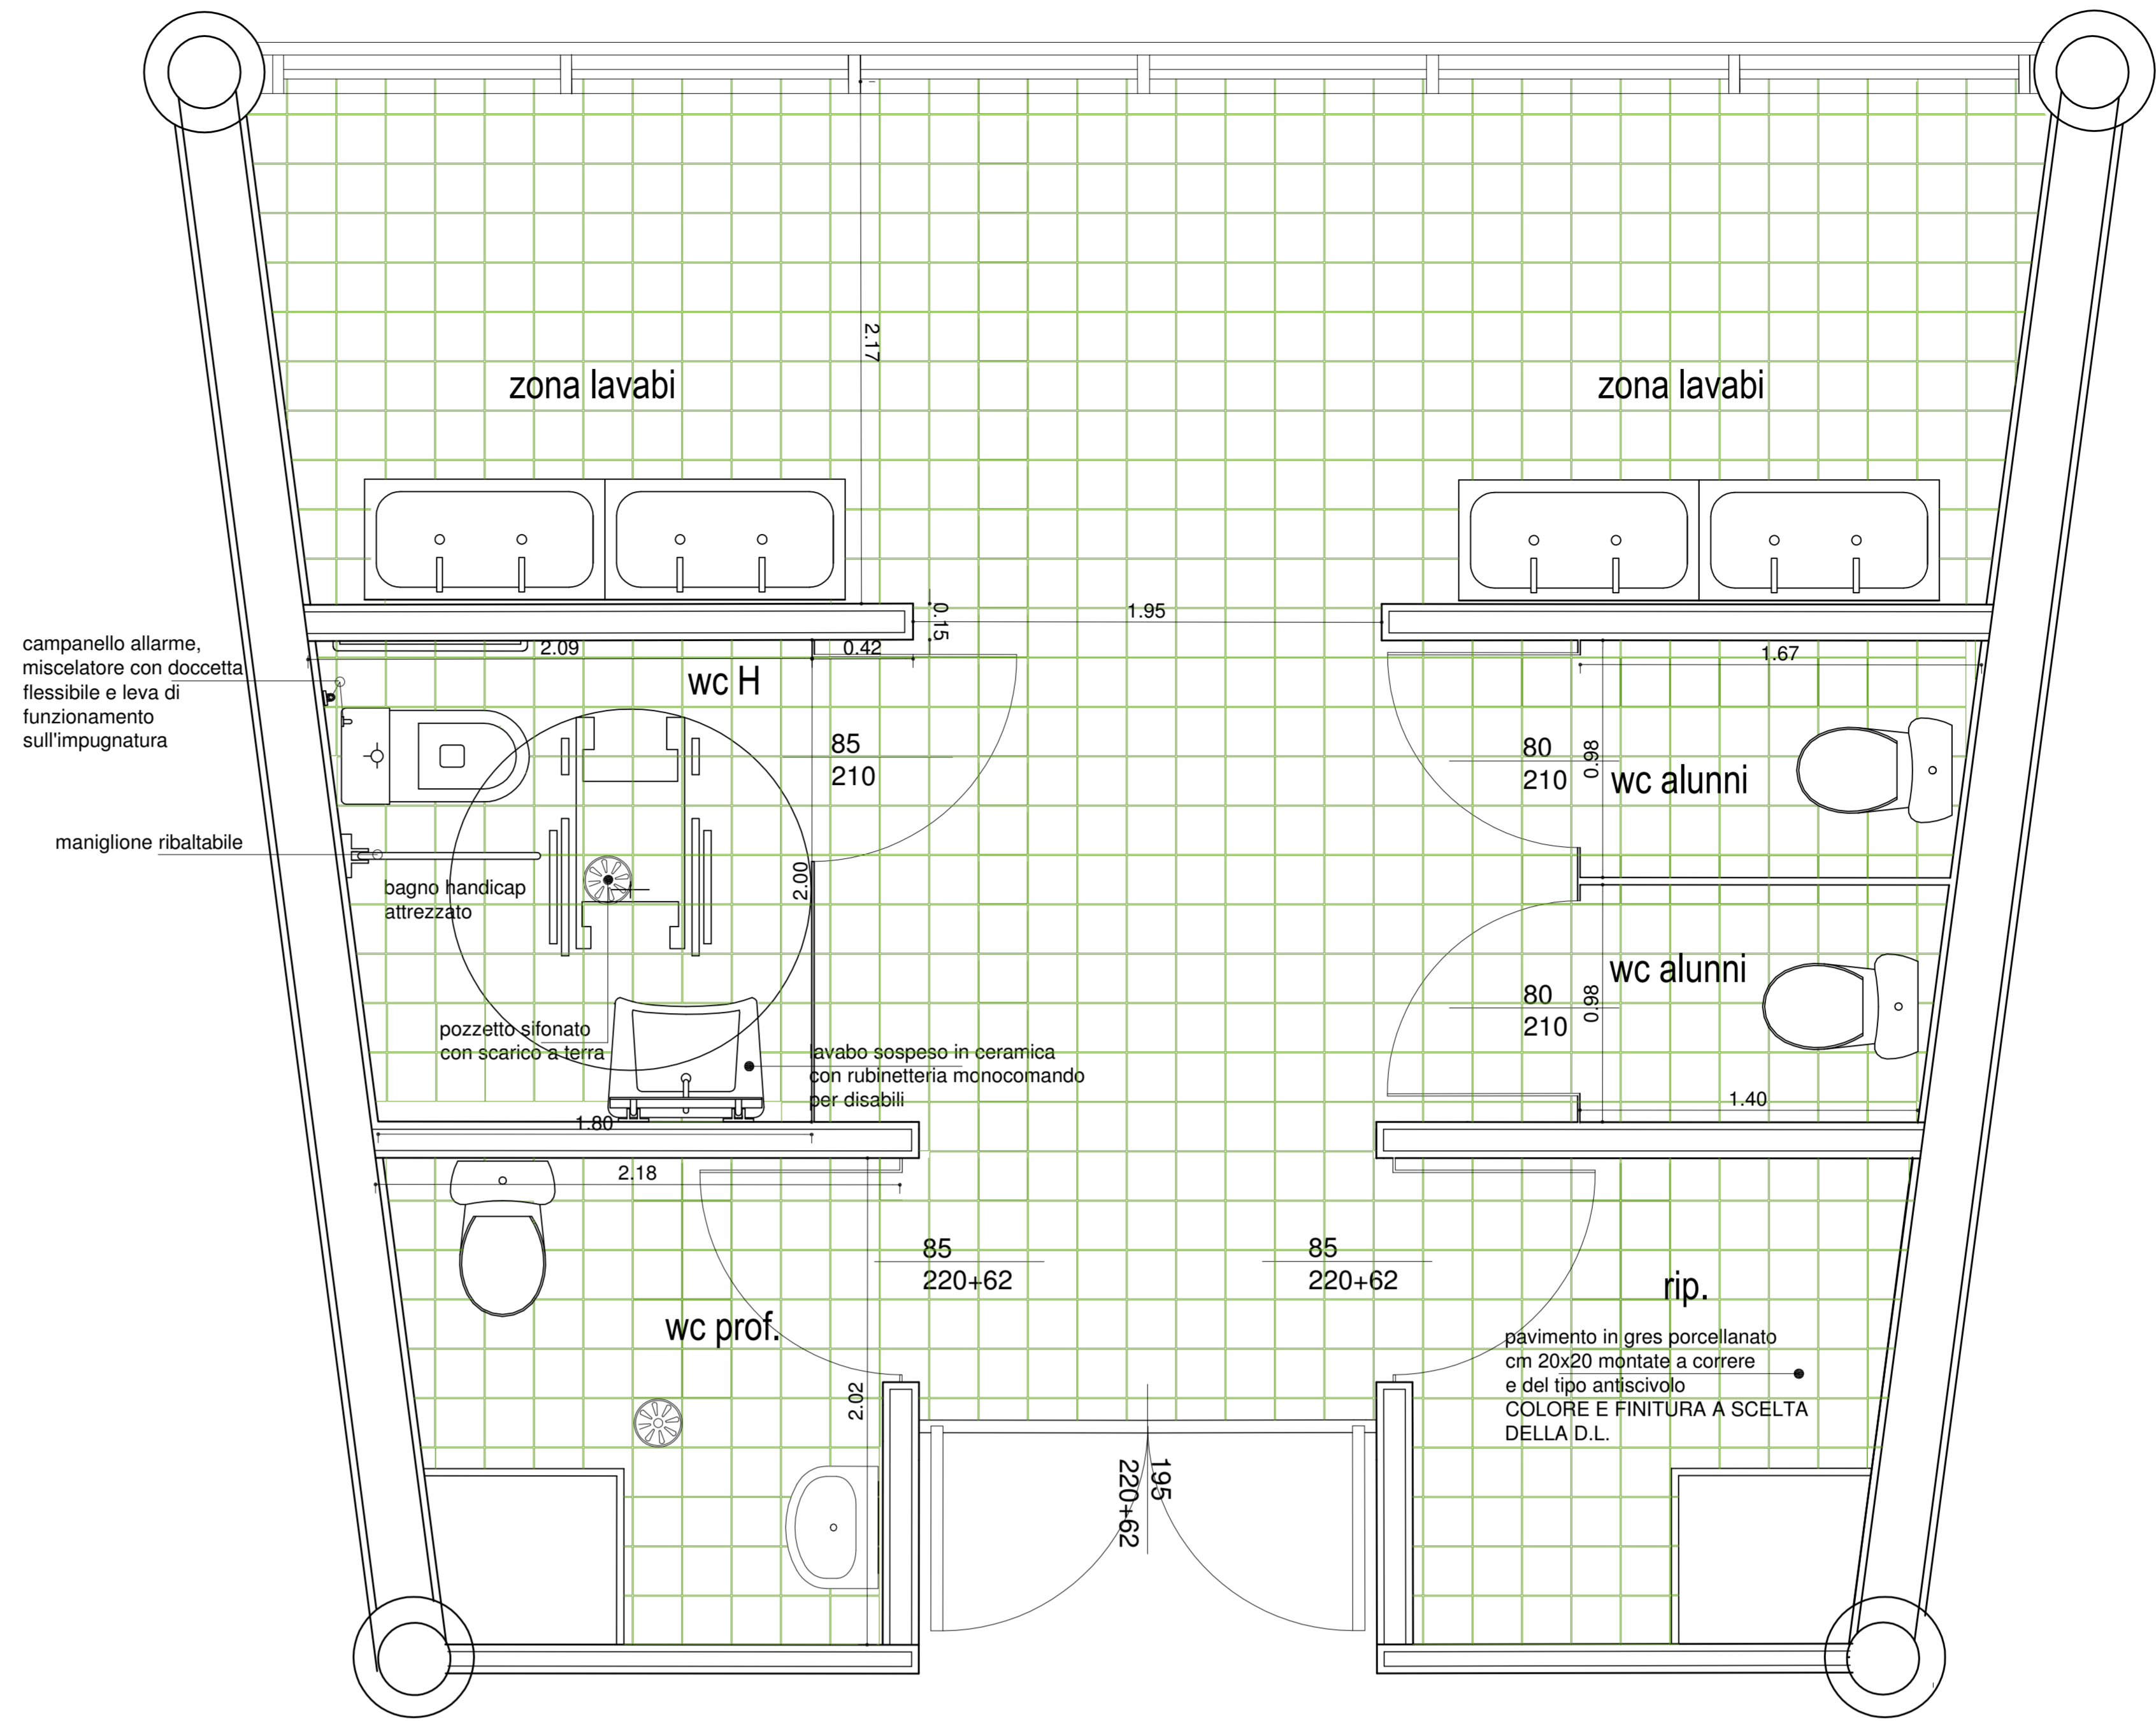 2.17
zona lavabi
zona lavabi
0.15
1.95
campanello allarme,
miscelatore con doccetta
flessibile e leva di
funzionamento
sull'impugnatura
2.09
0.42
1.67
wc H
85
210
80
210
0.98
wc alunni
maniglione ribaltabile
2.00
bagno handicap
attrezzato
wc alunni
80
210
0.98
pozzetto sifonato
con scarico a terra
lavabo sospeso in ceramica
con rubinetteria monocomando
per disabili
1.40
1.80
2.18
85
220+62
85
220+62
rip.
wc prof.
pavimento in gres porcellanato
cm 20x20 montate a correre
e del tipo antiscivolo
COLORE E FINITURA A SCELTA
DELLA D.L.
2.02
195
220+62